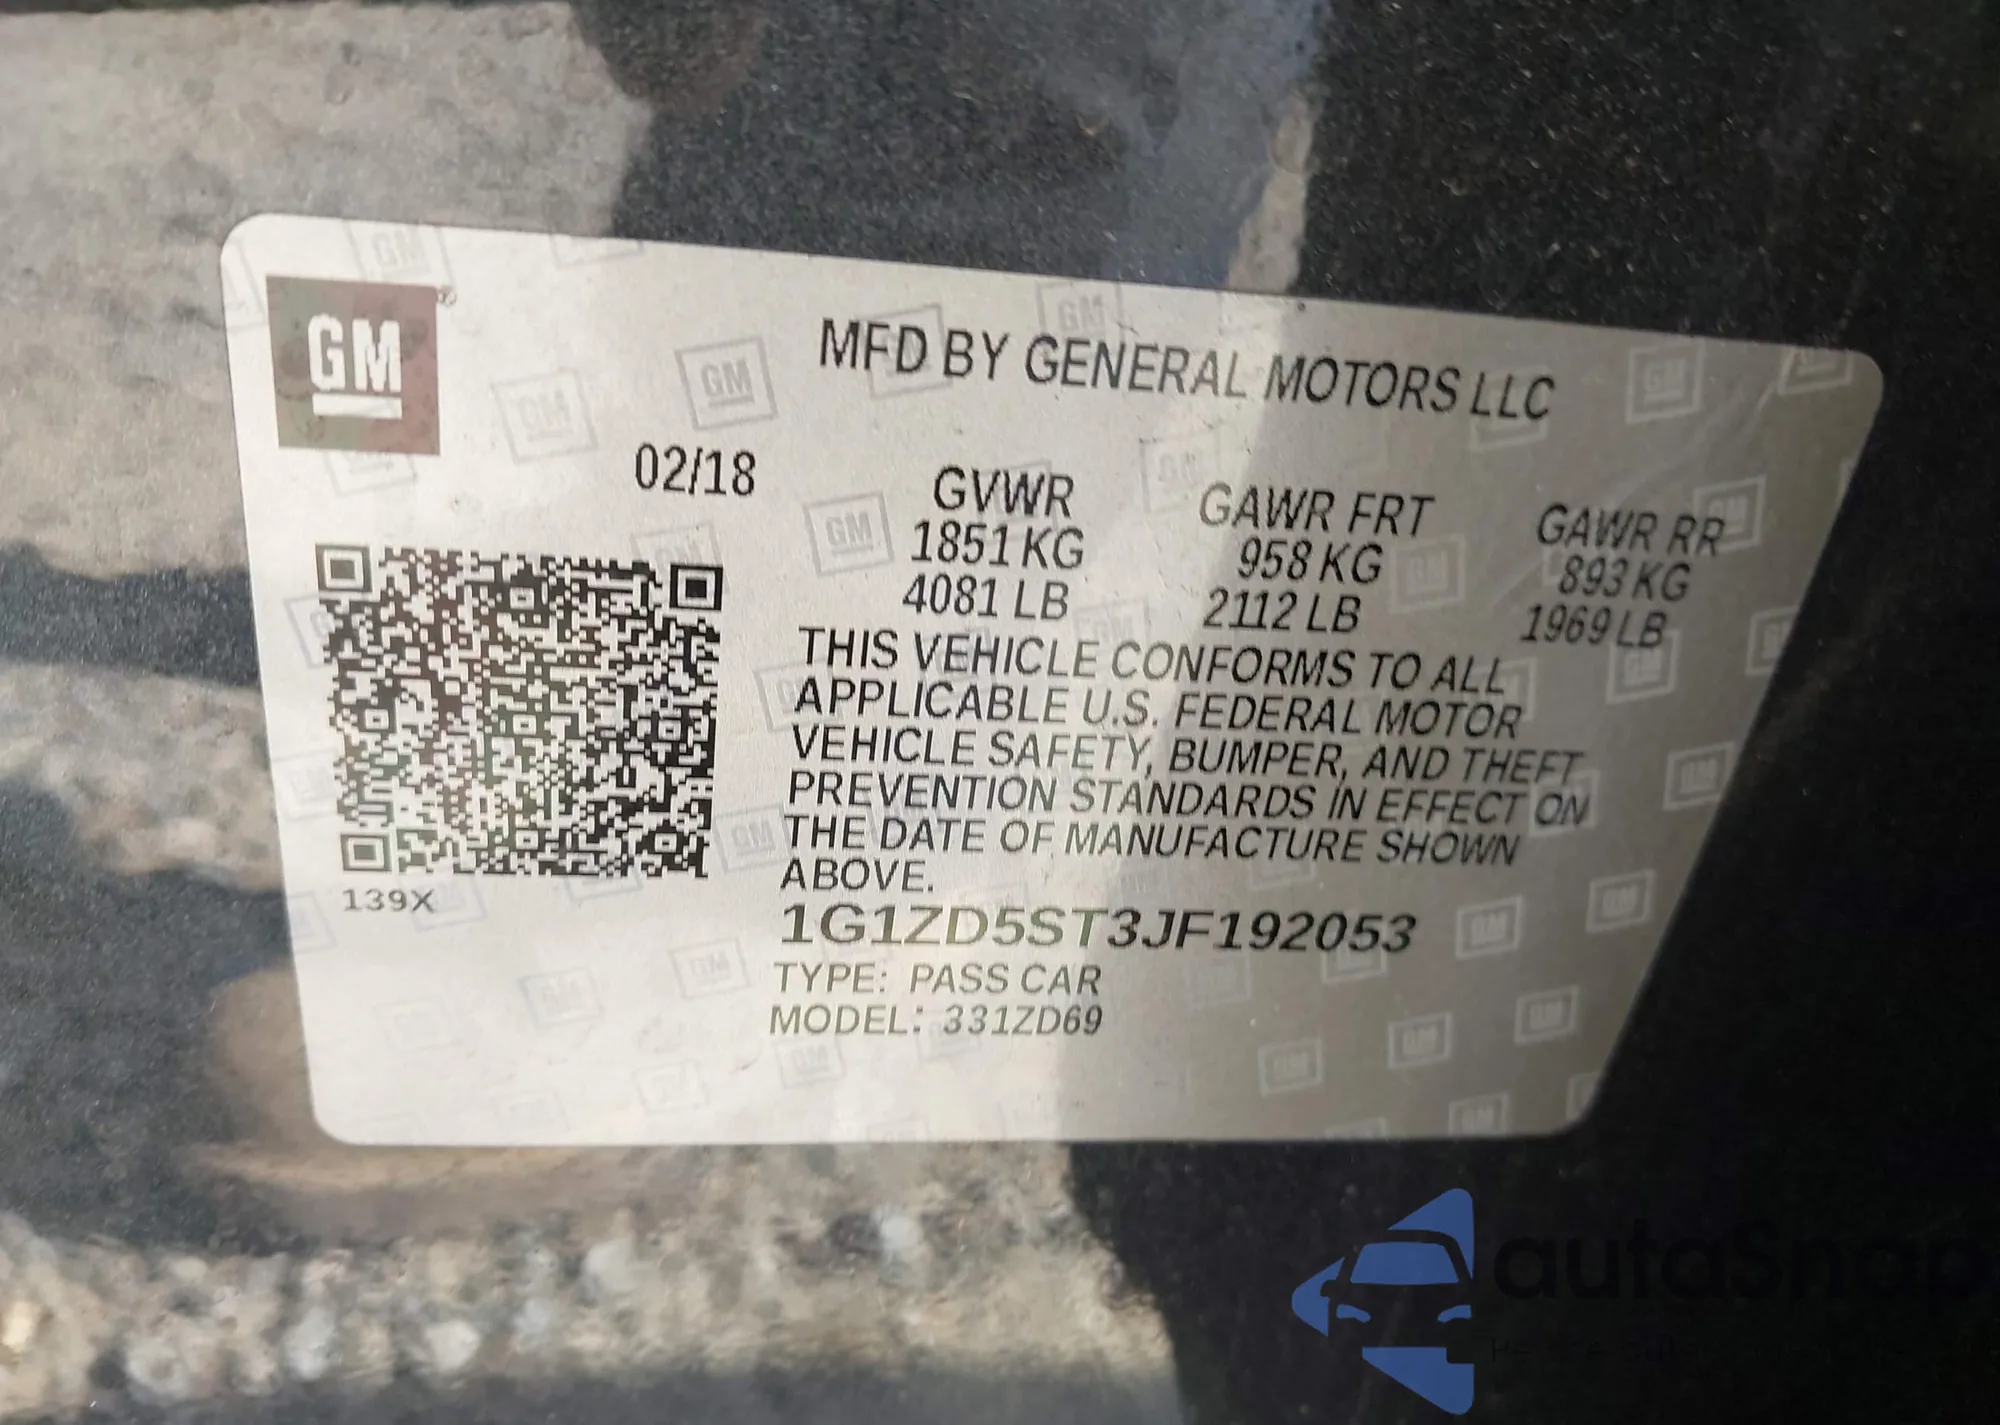 GM
MFD BY GENERAL MOTORS LLC
02/18
GVWR GAWR FRT GAWR RR
1851 KG 958 KG 893 KG
4081 LB 2112 LB 1969 LB
THIS VEHICLE CONFORMS TO ALL
APPLICABLE U.S. FEDERAL MOTOR
VEHICLE SAFETY, BUMPER, AND THEFT
PREVENTION STANDARDS IN EFFECT ON
THE DATE OF MANUFACTURE SHOWN
ABOVE.
139X
1G1ZD5ST3JF192053
TYPE: PASS CAR
MODEL: 331ZD69
autaSnap